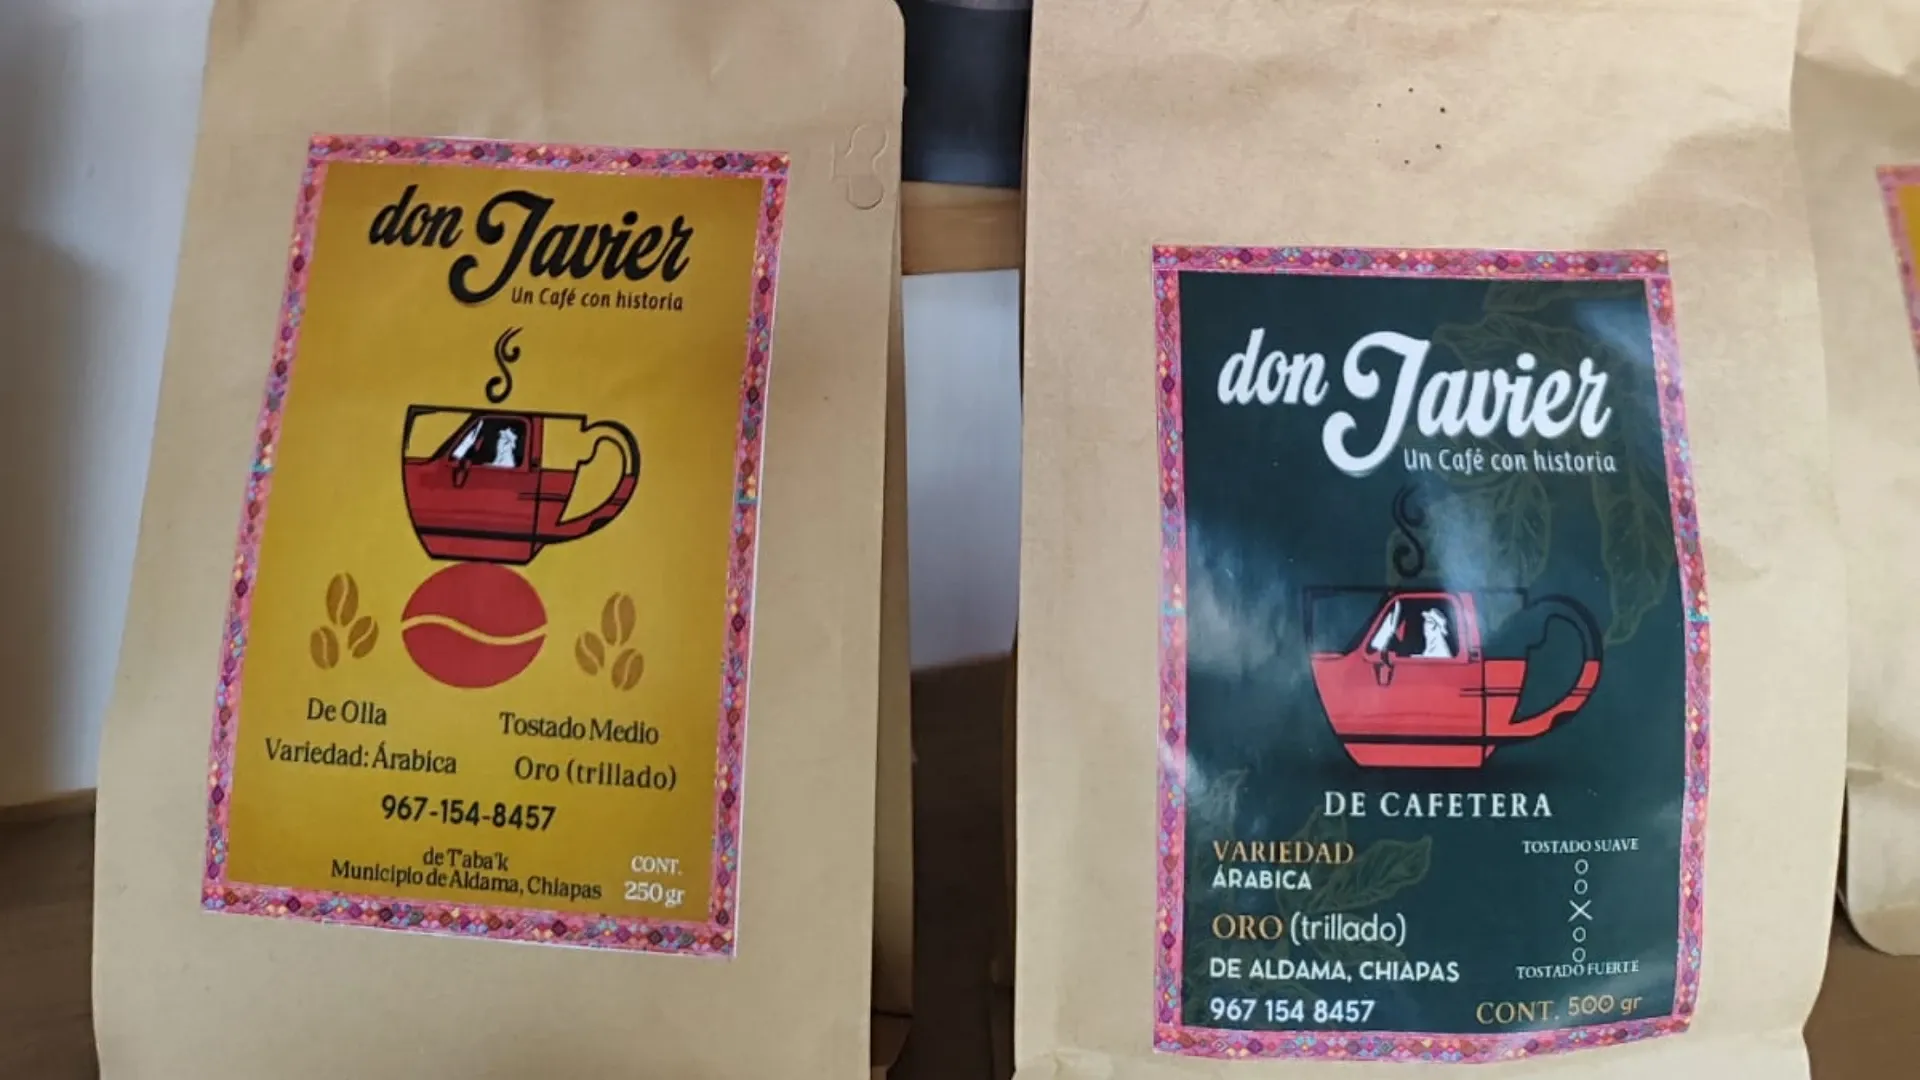 don Javier
Un Café con historia
De Olla
Tostado Medio
Variedad: Árabica
Oro (trillado)
967-154-8457
de T'aba'k
Municipio de Aldama, Chiapas
CONT.
250 gr
don Javier
Un Café con historia
DE CAFETERA
VARIEDAD
ÁRABICA
ORO (trillado)
DE ALDAMA, CHIAPAS
967 154 8457
TOSTADO SUAVE
TOSTADO FUERTE
CONT. 500 gr